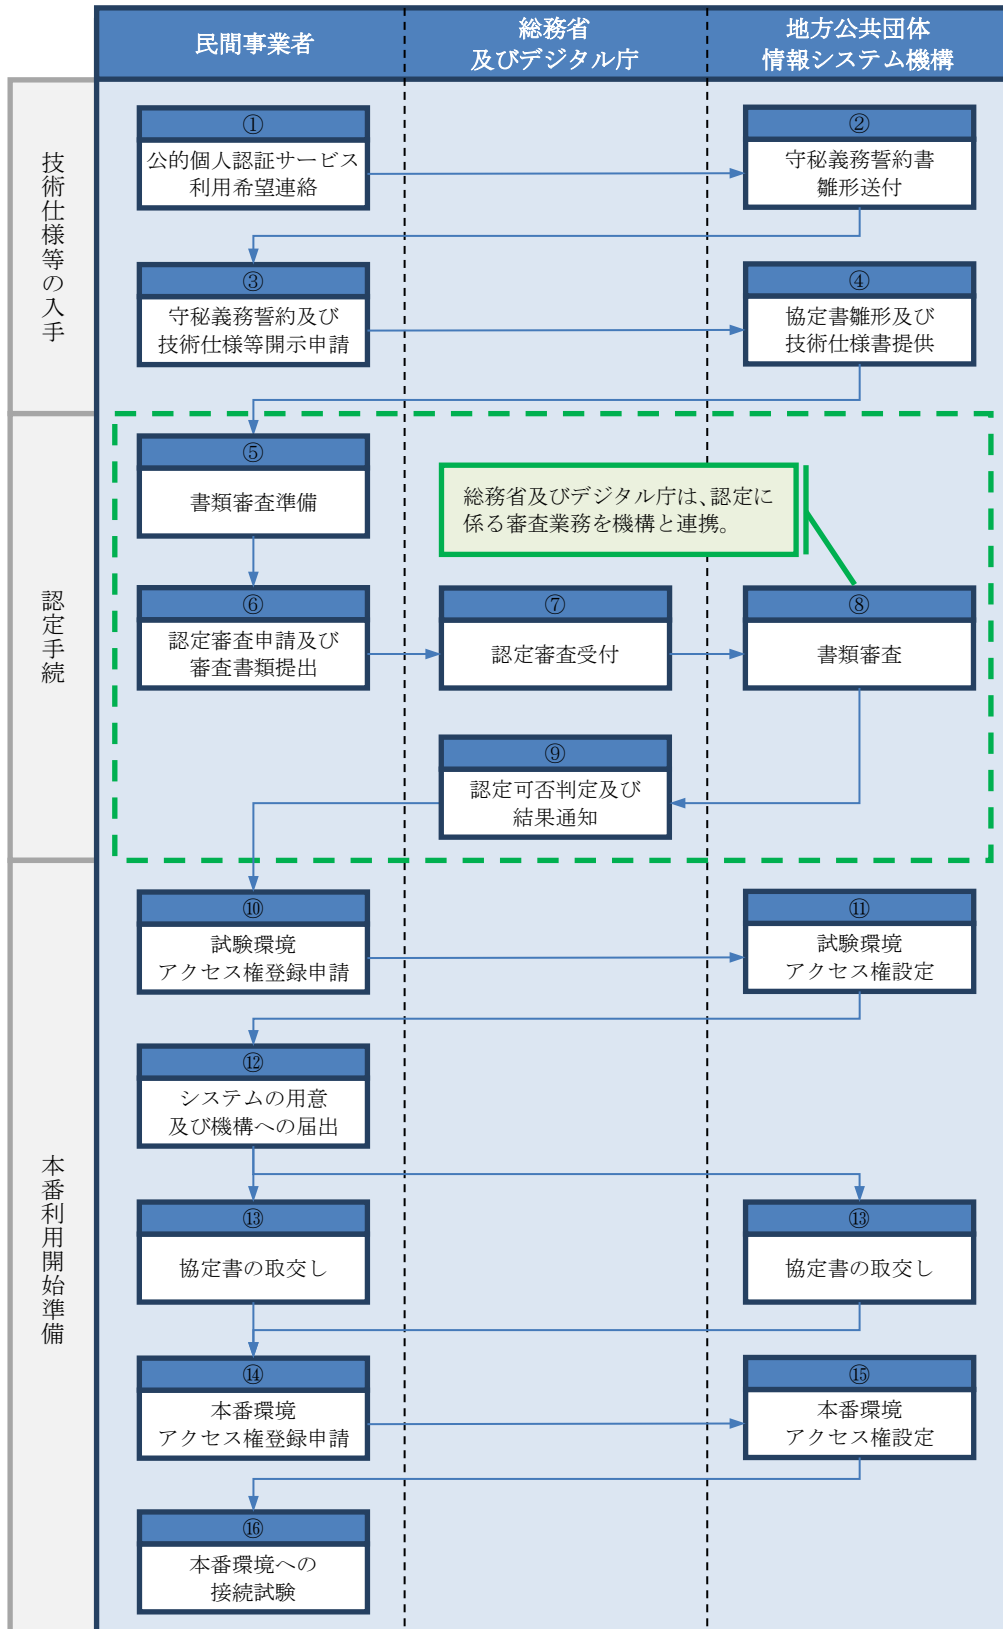 民間事業者
総務省
及びデジタル庁
地方公共団体
情報システム機構
技術仕様等の入手
①
公的個人認証サービス
利用希望連絡
②
守秘義務誓約書
雛形送付
③
守秘義務誓約及び
技術仕様等開示申請
④
協定書雛形及び
技術仕様書提供
認定手続
⑤
書類審査準備
総務省及びデジタル庁は、認定に
係る審査業務を機構と連携。
⑥
認定審査申請及び
審査書類提出
⑦
認定審査受付
⑧
書類審査
⑨
認定可否判定及び
結果通知
本番利用開始準備
⑩
試験環境
アクセス権登録申請
⑪
試験環境
アクセス権設定
⑫
システムの用意
及び機構への届出
⑬
協定書の取交し
⑬
協定書の取交し
⑭
本番環境
アクセス権登録申請
⑮
本番環境
アクセス権設定
⑯
本番環境への
接続試験